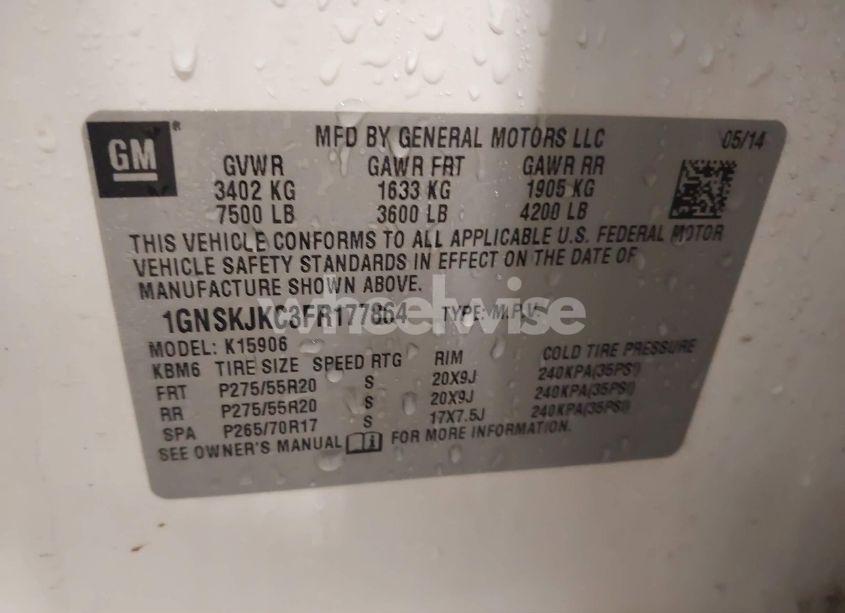 GM ® MFD BY GENERAL MOTORS LLC 05/14
GVWR GAWR FRT GAWR RR
3402 KG 1633 KG 1905 KG
7500 LB 3600 LB 4200 LB
THIS VEHICLE CONFORMS TO ALL APPLICABLE U.S. FEDERAL MOTOR
VEHICLE SAFETY STANDARDS IN EFFECT ON THE DATE OF
MANUFACTURE SHOWN ABOVE.
1GNSKJKC3FR177864 TYPE: M.P.V.
wheelwise
MODEL: K15906
KBM6 TIRE SIZE SPEED RTG RIM COLD TIRE PRESSURE
FRT P275/55R20 S 20X9J 240KPA(35PSI)
RR P275/55R20 S 20X9J 240KPA(35PSI)
SPA P265/70R17 S 17X7.5J 240KPA(35PSI)
SEE OWNER'S MANUAL FOR MORE INFORMATION.